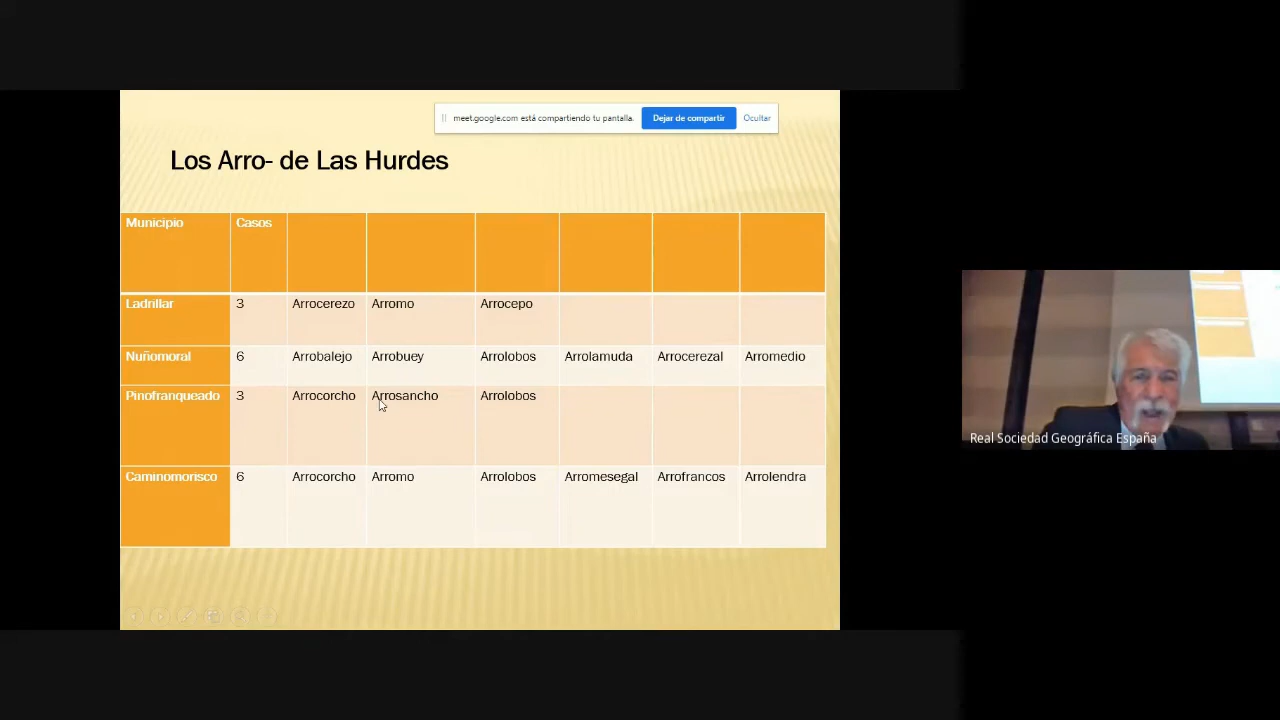 meet.google.com está compartiendo tu pantalla. Dejar de compartir Ocultar
Los Arro- de Las Hurdes
Municipio Casos
Ladrillar 3 Arrocerezo Arromo Arrocepo
Nuñomoral 6 Arrobalejo Arrobuey Arrolobos Arrolamuda Arrocerezal Arromedio
Pinofranqueado 3 Arrocorcho Arrosancho Arrolobos
Caminomorisco 6 Arrocorcho Arromo Arrolobos Arromesegal Arrofrancos Arrolendra
Real Sociedad Geográfica España